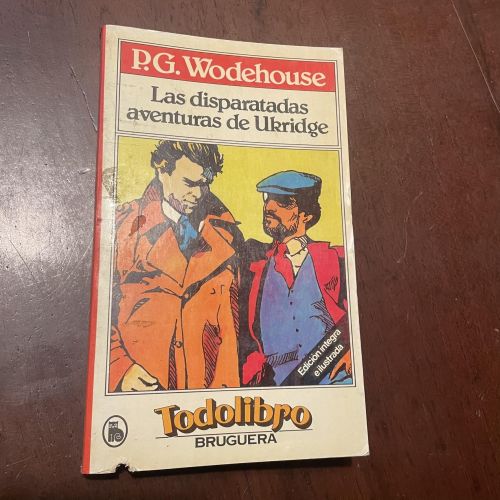 P.G. Wodehouse
Las disparatadas
aventuras de Ukridge
Edición íntegra
e ilustrada
Todolibro
BRUGUERA